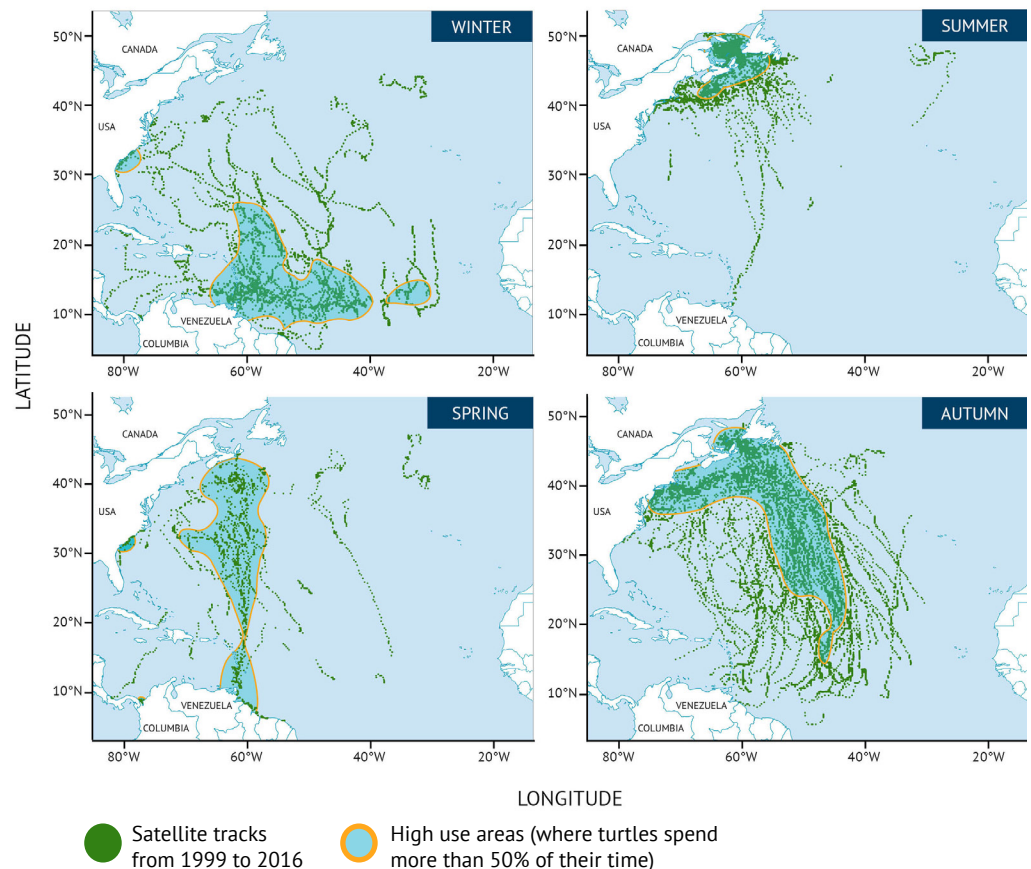 WINTER
50°N
40°N
30°N
20°N
10°N
CANADA
USA
VENEZUELA
COLUMBIA
80°W
60°W
40°W
20°W
SUMMER
50°N
40°N
30°N
20°N
10°N
CANADA
USA
VENEZUELA
COLUMBIA
80°W
60°W
40°W
20°W
SPRING
50°N
40°N
30°N
20°N
10°N
CANADA
USA
VENEZUELA
COLUMBIA
80°W
60°W
40°W
20°W
AUTUMN
50°N
40°N
30°N
20°N
10°N
CANADA
USA
VENEZUELA
COLUMBIA
80°W
60°W
40°W
20°W
LATITUDE
LONGITUDE
Satellite tracks
from 1999 to 2016
High use areas (where turtles spend
more than 50% of their time)